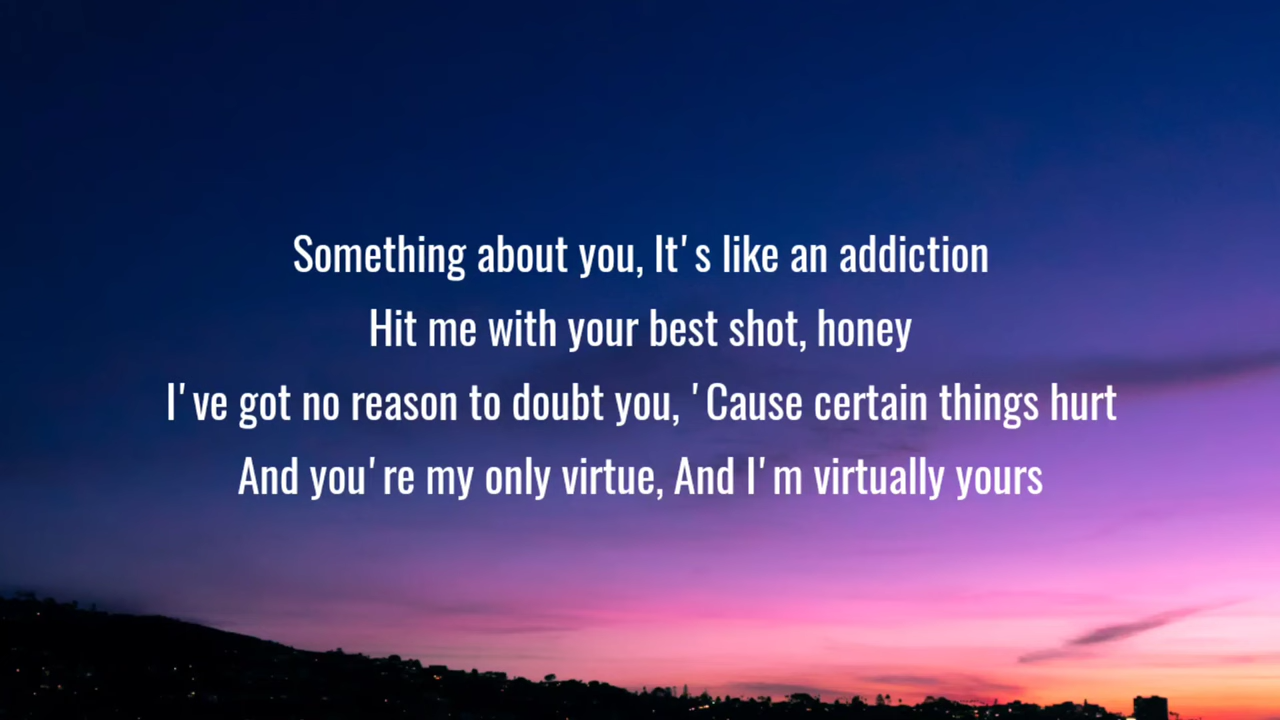 Something about you, It's like an addiction
Hit me with your best shot, honey
I've got no reason to doubt you, 'Cause certain things hurt
And you're my only virtue, And I'm virtually yours